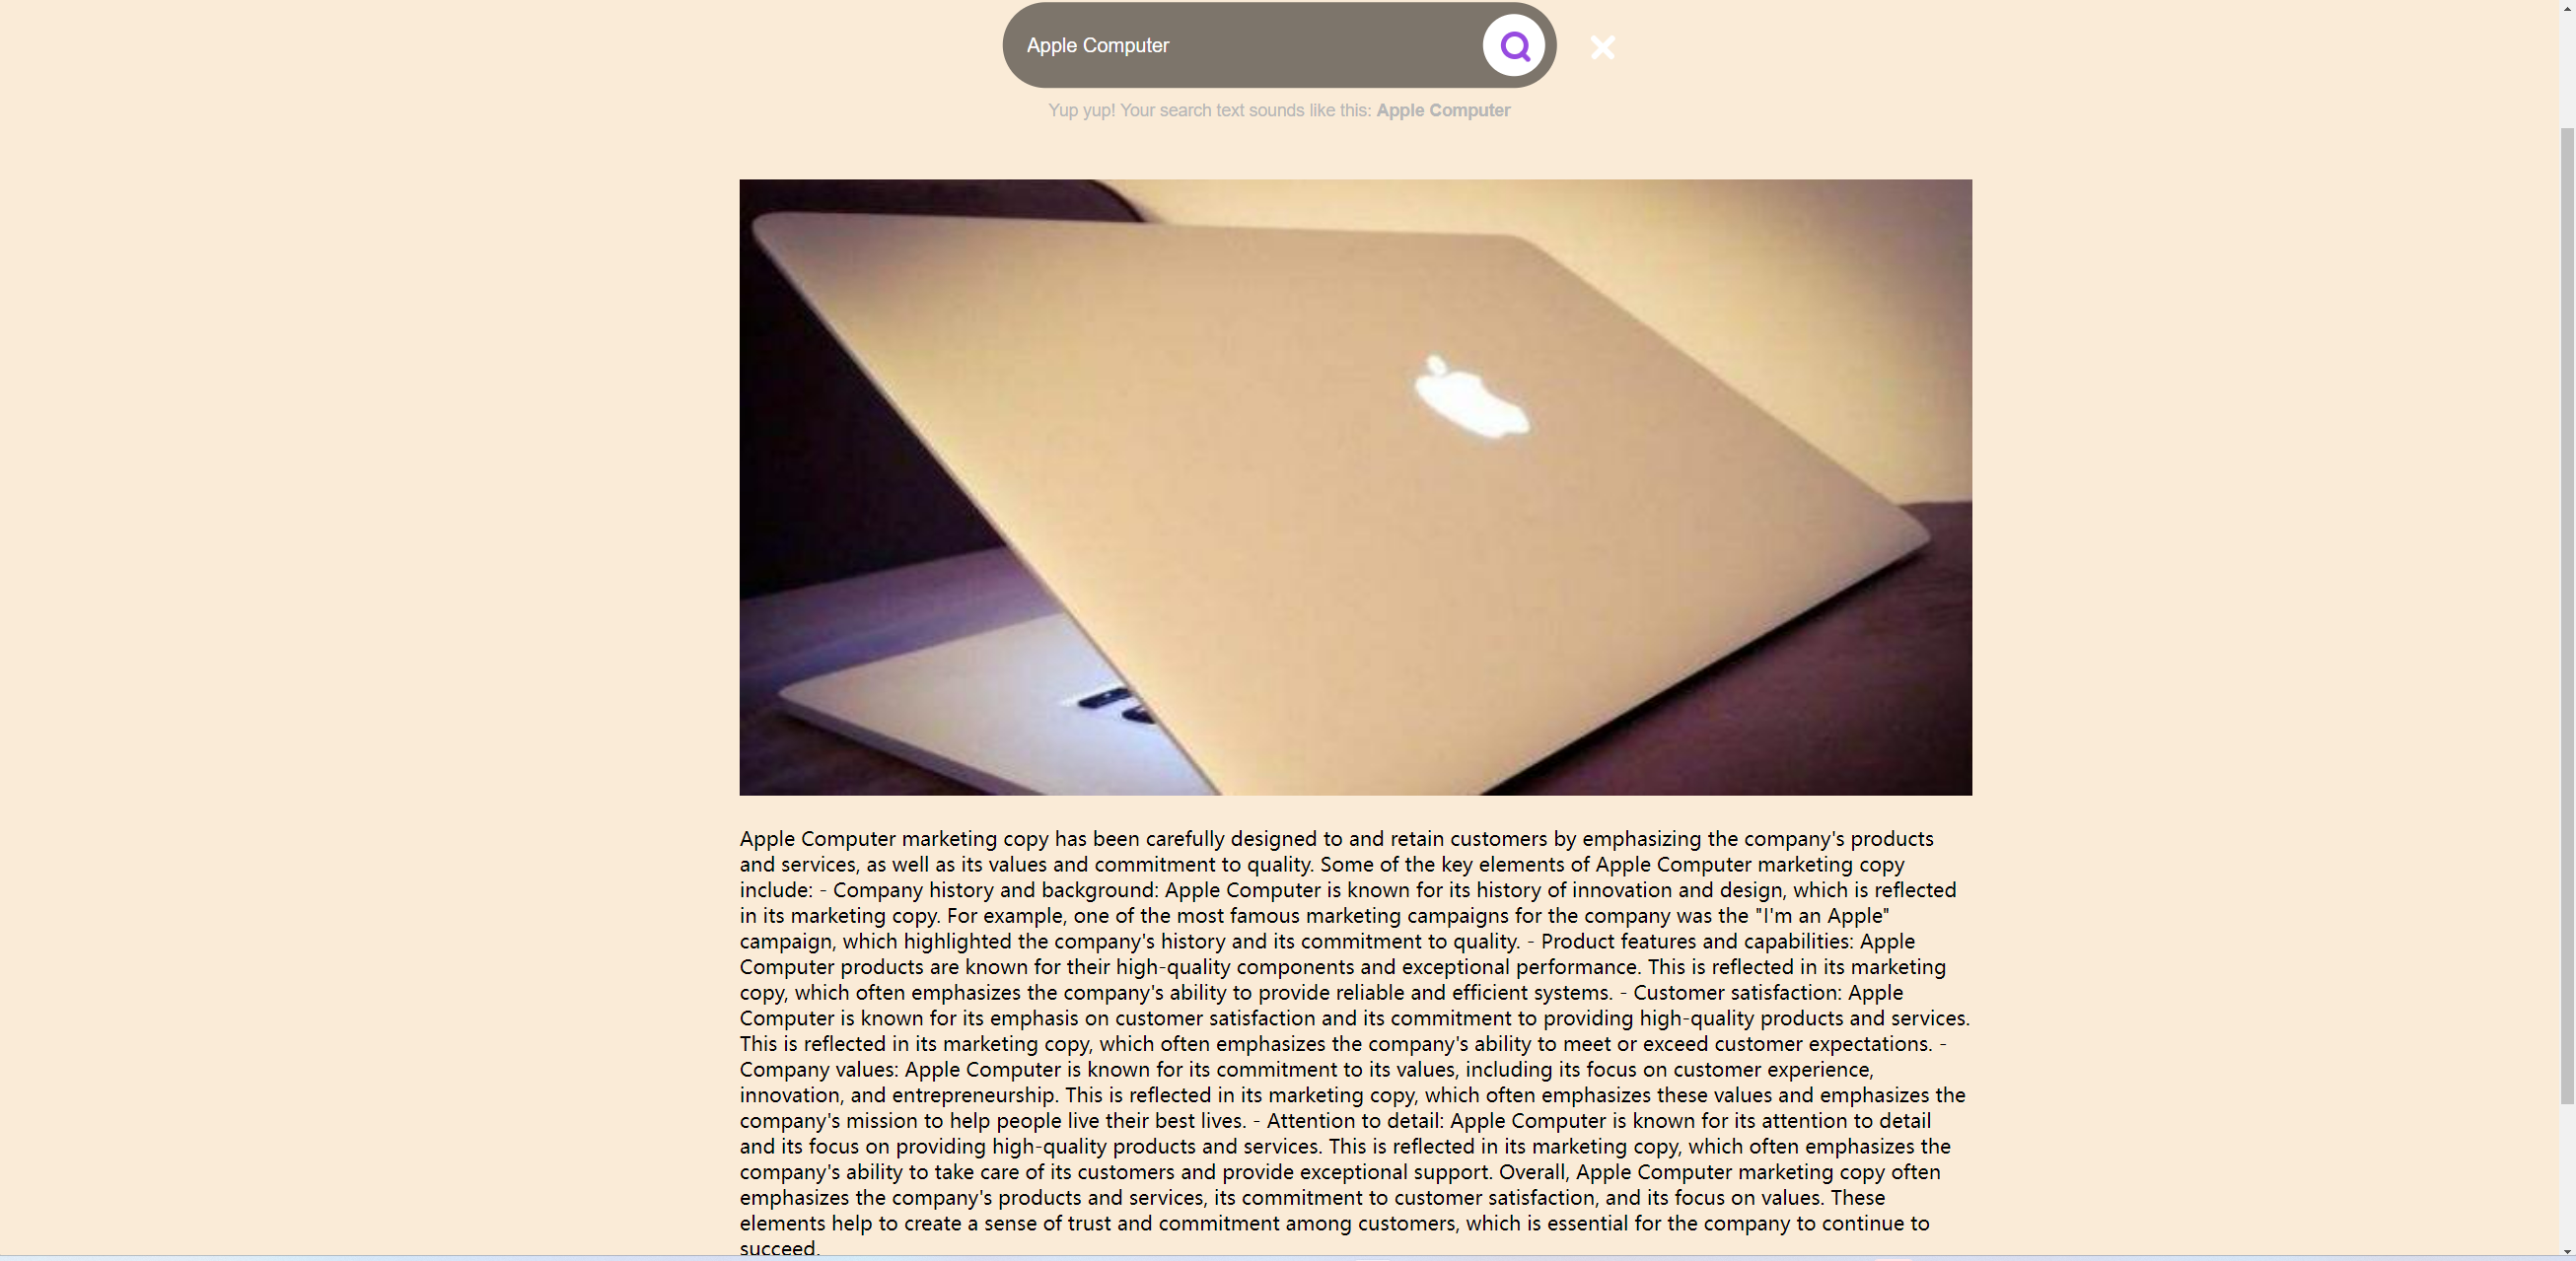 Apple Computer
Yup yup! Your search text sounds like this: Apple Computer
Apple Computer marketing copy has been carefully designed to and retain customers by emphasizing the company's products
and services, as well as its values and commitment to quality. Some of the key elements of Apple Computer marketing copy
include: - Company history and background: Apple Computer is known for its history of innovation and design, which is reflected
in its marketing copy. For example, one of the most famous marketing campaigns for the company was the "I'm an Apple"
campaign, which highlighted the company's history and its commitment to quality. - Product features and capabilities: Apple
Computer products are known for their high-quality components and exceptional performance. This is reflected in its marketing
copy, which often emphasizes the company's ability to provide reliable and efficient systems. - Customer satisfaction: Apple
Computer is known for its emphasis on customer satisfaction and its commitment to providing high-quality products and services.
This is reflected in its marketing copy, which often emphasizes the company's ability to meet or exceed customer expectations. -
Company values: Apple Computer is known for its commitment to its values, including its focus on customer experience,
innovation, and entrepreneurship. This is reflected in its marketing copy, which often emphasizes these values and emphasizes the
company's mission to help people live their best lives. - Attention to detail: Apple Computer is known for its attention to detail
and its focus on providing high-quality products and services. This is reflected in its marketing copy, which often emphasizes the
company's ability to take care of its customers and provide exceptional support. Overall, Apple Computer marketing copy often
emphasizes the company's products and services, its commitment to customer satisfaction, and its focus on values. These
elements help to create a sense of trust and commitment among customers, which is essential for the company to continue to
succeed.